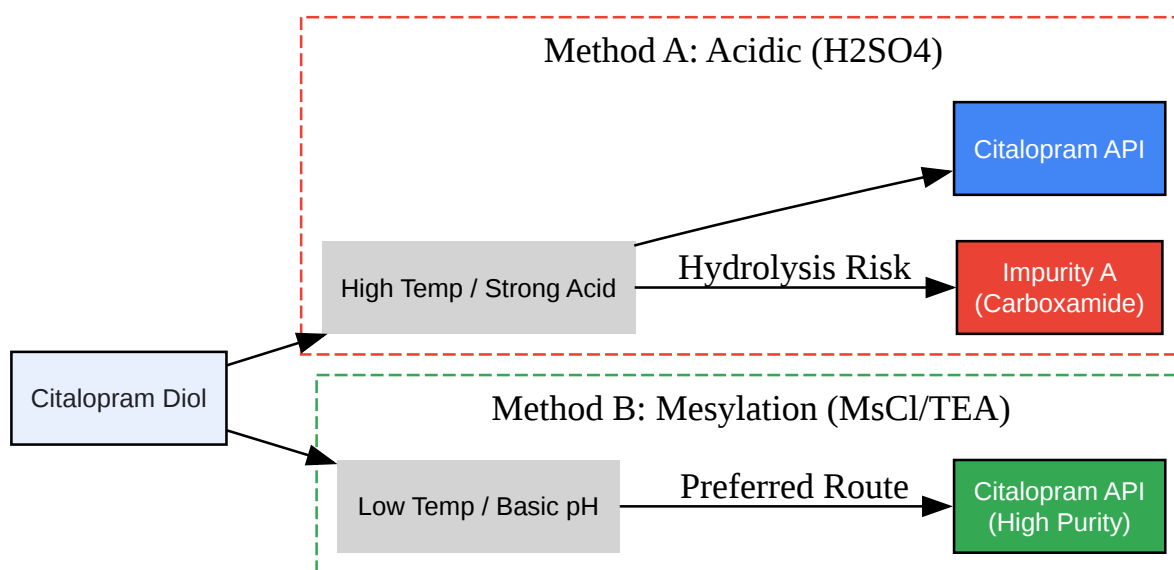 Method A: Acidic (H2SO4)
Citalopram API
High Temp / Strong Acid
Hydrolysis Risk
Impurity A
(Carboxamide)
Citalopram Diol
Method B: Mesylation (MsCl/TEA)
Low Temp / Basic pH
Preferred Route
Citalopram API
(High Purity)